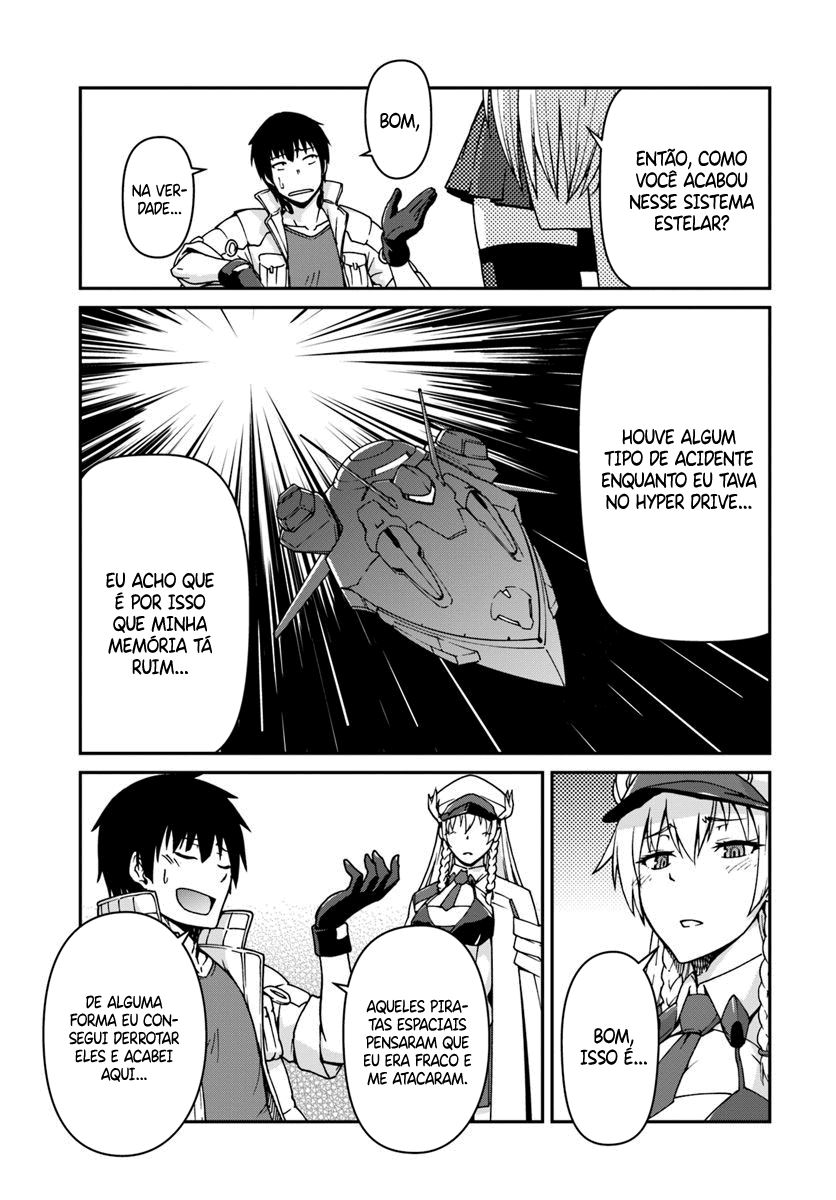 ENTÃO, COMO
VOCÊ ACABOU
NESSE SISTEMA
ESTELAR?
BOM,
NA VER-
DADE...
HOUVE ALGUM
TIPO DE ACIDENTE
ENQUANTO EU TAVA
NO HYPER DRIVE...
EU ACHO QUE
É POR ISSO
QUE MINHA
MEMÓRIA TÁ
RUIM...
BOM,
ISSO É...
AQUELES PIRA-
TAS ESPACIAIS
PENSARAM QUE
EU ERA FRACO E
ME ATACARAM.
DE ALGUMA
FORMA EU CON-
SEGUI DERROTAR
ELES E ACABEI
AQUI...